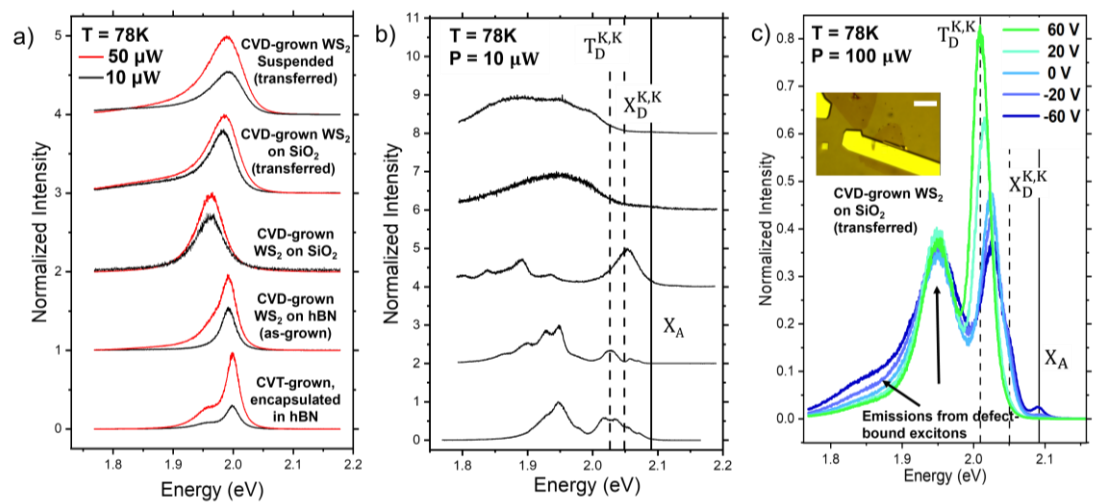 a)
T = 78K
50 µW
10 µW
CVD-grown WS₂
Suspended
(transferred)
CVD-grown WS₂
on SiO₂
(transferred)
CVD-grown
WS₂ on SiO₂
CVD-grown
WS₂ on hBN
(as-grown)
CVT-grown,
encapsulated
in hBN
Normalized Intensity
5
4
3
2
1
0
1.8
1.9
2.0
2.1
2.2
Energy (eV)
b)
T = 78K
P = 10 µW
T_D^{K,K}
X_D^{K,K}
X_A
Normalized Intensity
11
10
9
8
7
6
5
4
3
2
1
0
1.8
1.9
2.0
2.1
2.2
Energy (eV)
c)
T = 78K
P = 100 µW
T_D^{K,K}
60 V
20 V
0 V
-20 V
-60 V
X_D^{K,K}
CVD-grown WS₂
on SiO₂
(transferred)
X_A
Emissions from defect-
bound excitons
Normalized Intensity
0.8
0.7
0.6
0.5
0.4
0.3
0.2
0.1
0.0
1.8
1.9
2.0
2.1
Energy (eV)